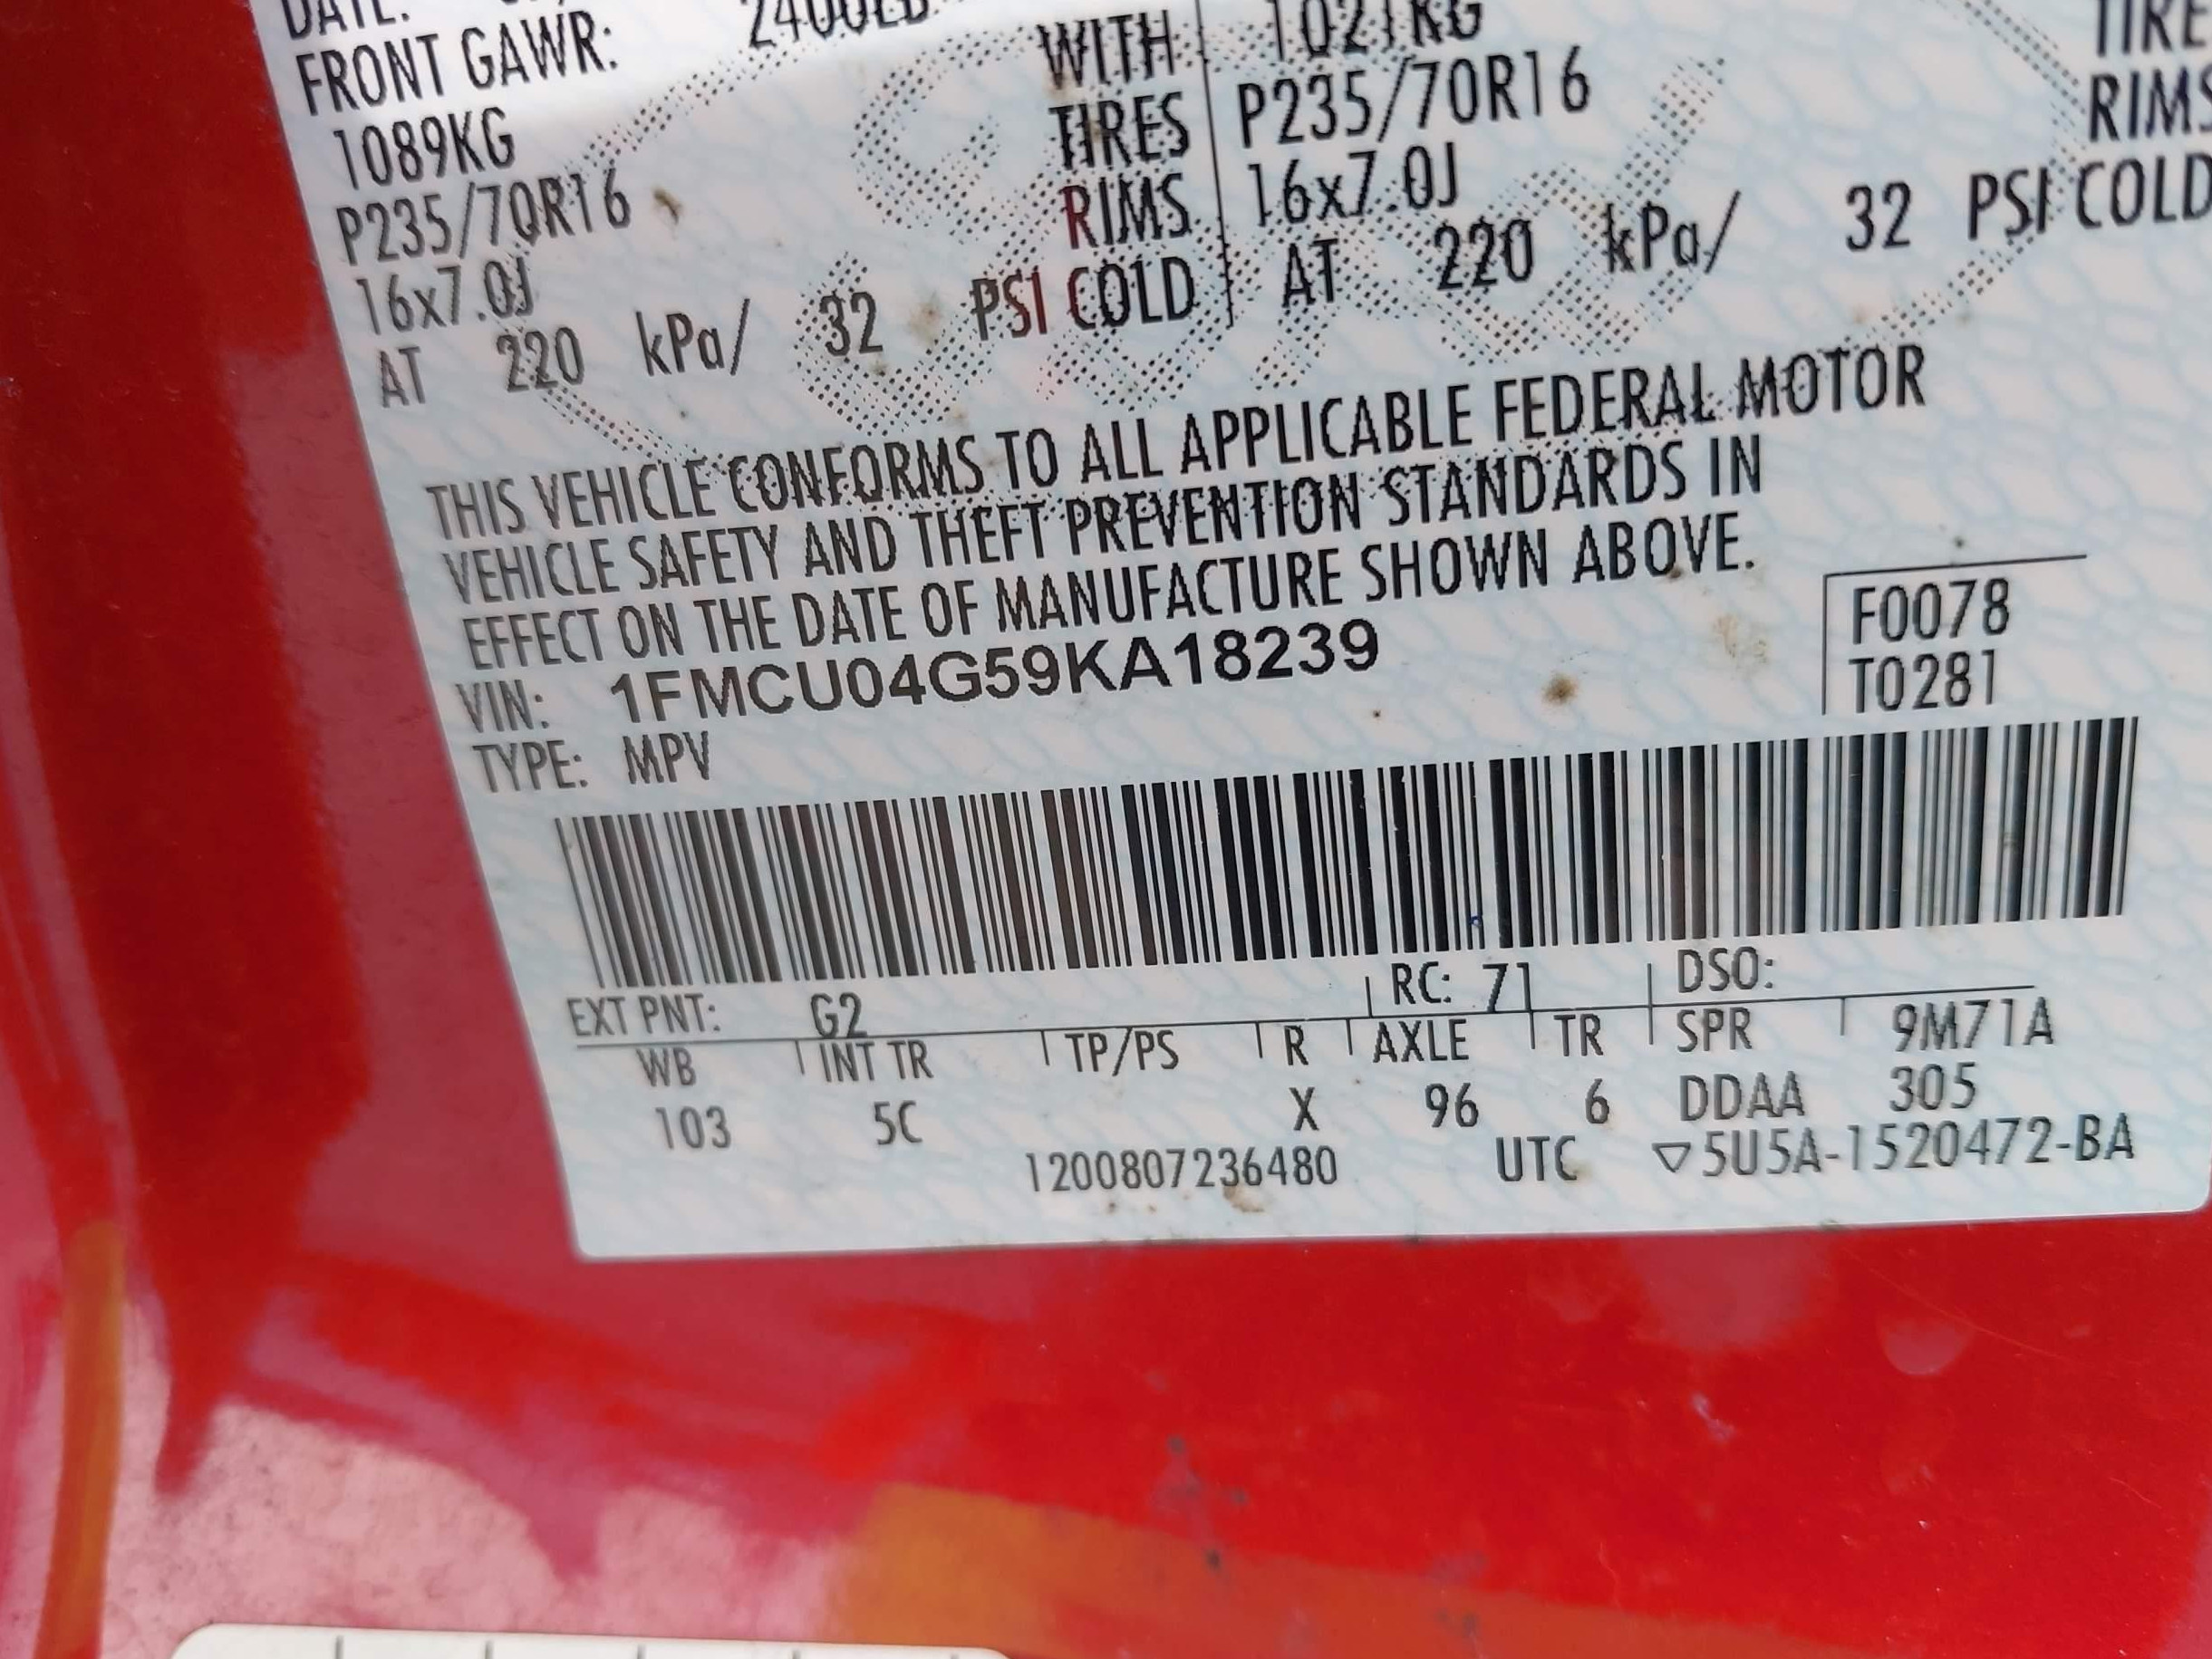 DATE:
FRONT GAWR: 2400LB
1089KG WITH 1021KG
P235/70R16 TIRES P235/70R16 TIRE
16x7.0J RIMS 16x7.0J RIMS
AT 220 kPa/ 32 PSI COLD AT 220 kPa/ 32 PSI COLD
THIS VEHICLE CONFORMS TO ALL APPLICABLE FEDERAL MOTOR
VEHICLE SAFETY AND THEFT PREVENTION STANDARDS IN
EFFECT ON THE DATE OF MANUFACTURE SHOWN ABOVE.
VIN: 1FMCU04G59KA18239 F0078
TYPE: MPV T0281
EXT PNT: G2 RC: 71 DSO:
WB INT TR TP/PS R AXLE TR SPR 9M71A
103 5C X 96 6 DDAA 305
1200807236480 UTC ▽5U5A-1520472-BA